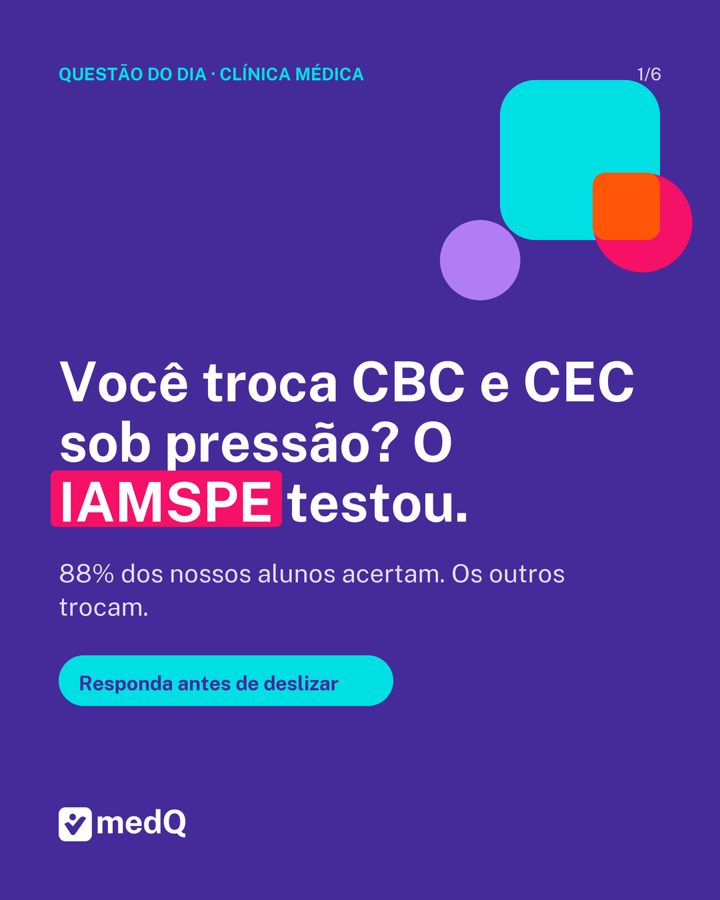 QUESTÃO DO DIA · CLÍNICA MÉDICA
1/6
Você troca CBC e CEC
sob pressão? O
IAMSPE testou.
88% dos nossos alunos acertam. Os outros
trocam.
Responda antes de deslizar
medQ